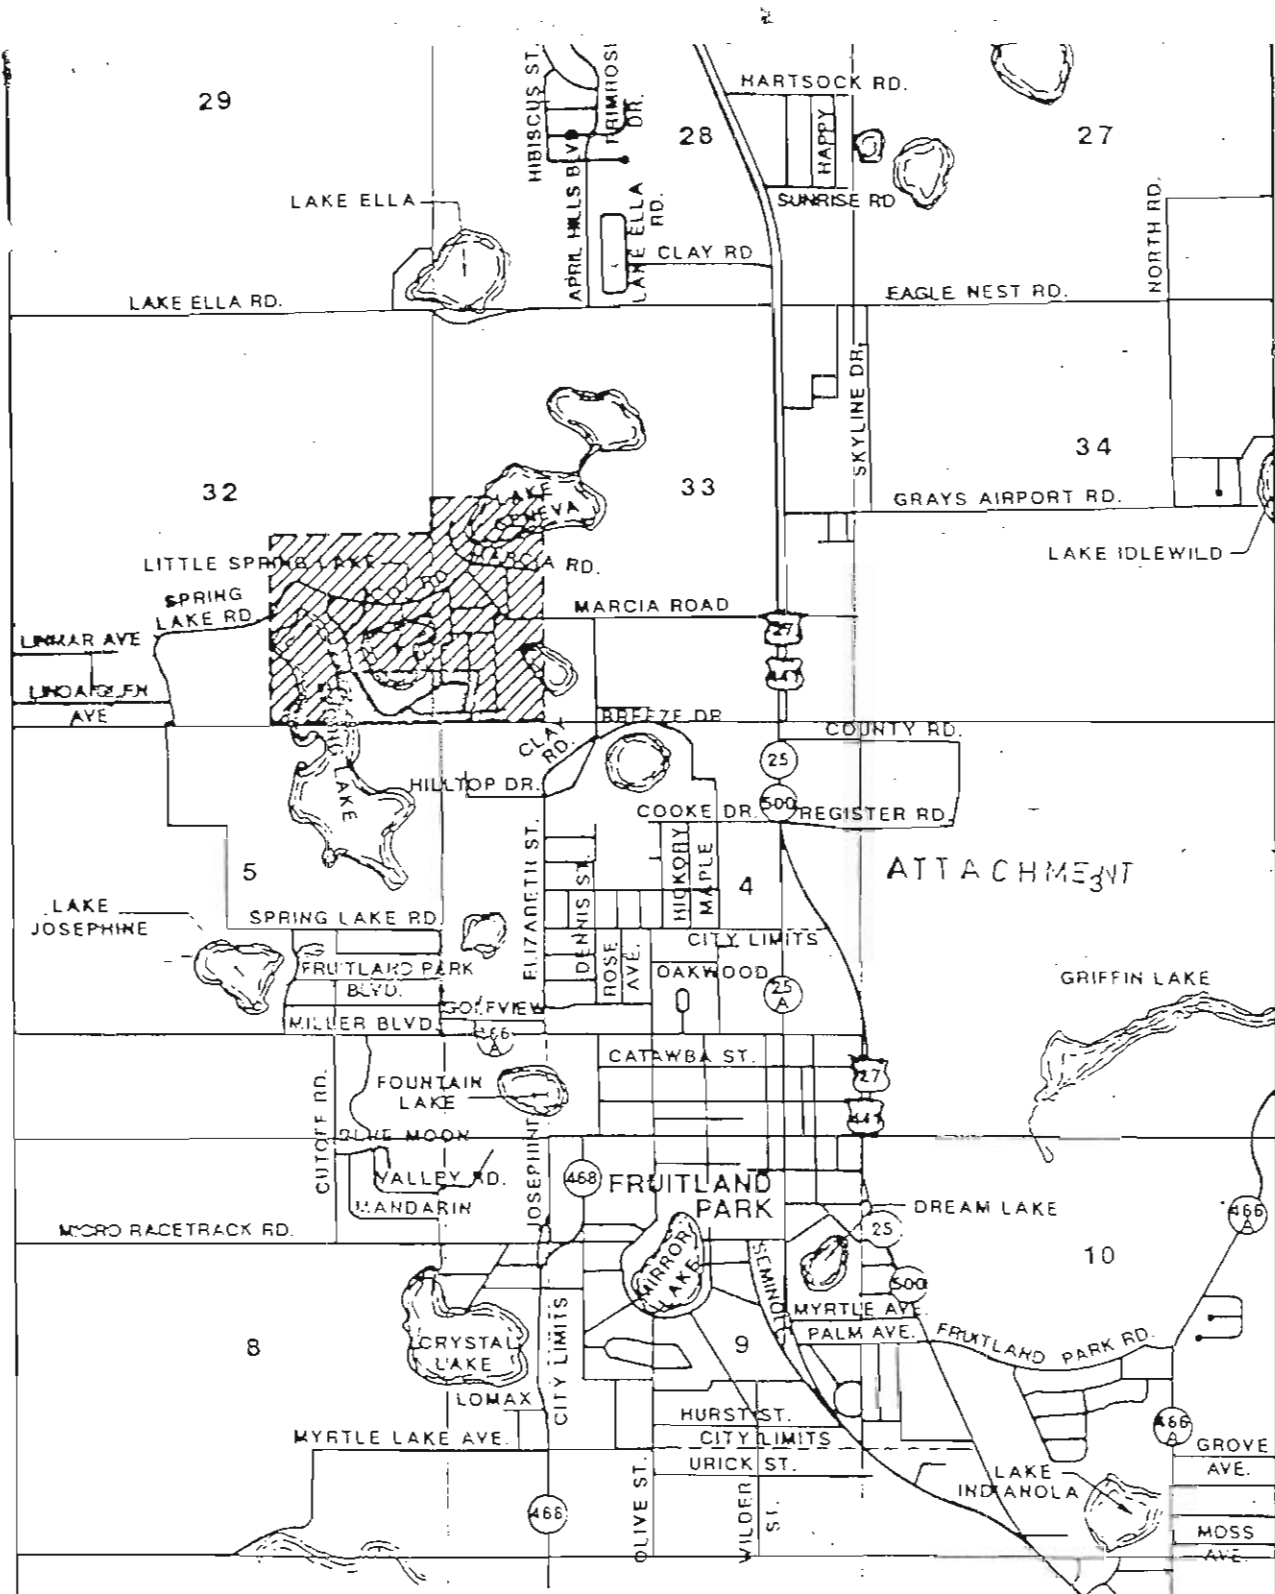 HIBISCUS ST.
PRIMROSE
DR.
HARTSOCK RD.
29
28
27
HAPPY
APRIL HILLS BLVD
LAKE ELLA
LAKE ELLA
RD.
SUNRISE RD
NORTH RD.
CLAY RD
LAKE ELLA RD.
EAGLE NEST RD.
SKYLINE DR.
34
32
33
LAKE
GRAYS AIRPORT RD.
LITTLE SPRING LAKE
RD.
LAKE IDLEWILD
SPRING
LAKE RD
MARCIA ROAD
27
LINMAR AVE
441
AVE
BREEZE DR
COUNTY RD.
CLAY
RD.
25
HILLTOP DR.
LAKE
500
COOKE DR.
REGISTER RD.
ELIZABETH ST.
HICKORY
MAPLE
5
DENNIS ST.
4
ATTACHMENT
3
LAKE
JOSEPHINE
SPRING LAKE RD
CITY LIMITS
ROSE
AVE.
FRUITLAND PARK
BLVD.
OAKWOOD
GRIFFIN LAKE
25
A
GOLFVIEW
MILLER BLVD.
466
A
CATAWBA ST.
27
FOUNTAIN
LAKE
441
CUTOFF RD.
BLUE MOON
JOSEPHINE
VALLEY RD.
468
FRUITLAND
PARK
MANDARIN
DREAM LAKE
466
A
MICRO RACETRACK RD.
25
10
MIRROR
LAKE
500
MYRTLE AVE.
CITY LIMITS
PALM AVE.
FRUITLAND PARK RD.
8
CRYSTAL
LAKE
9
LOMAX
HURST ST.
466
A
MYRTLE LAKE AVE.
CITY LIMITS
GROVE
AVE.
URICK ST.
LAKE
INDIANOLA
OLIVE ST.
WILDER
ST.
466
MOSS
AVE.